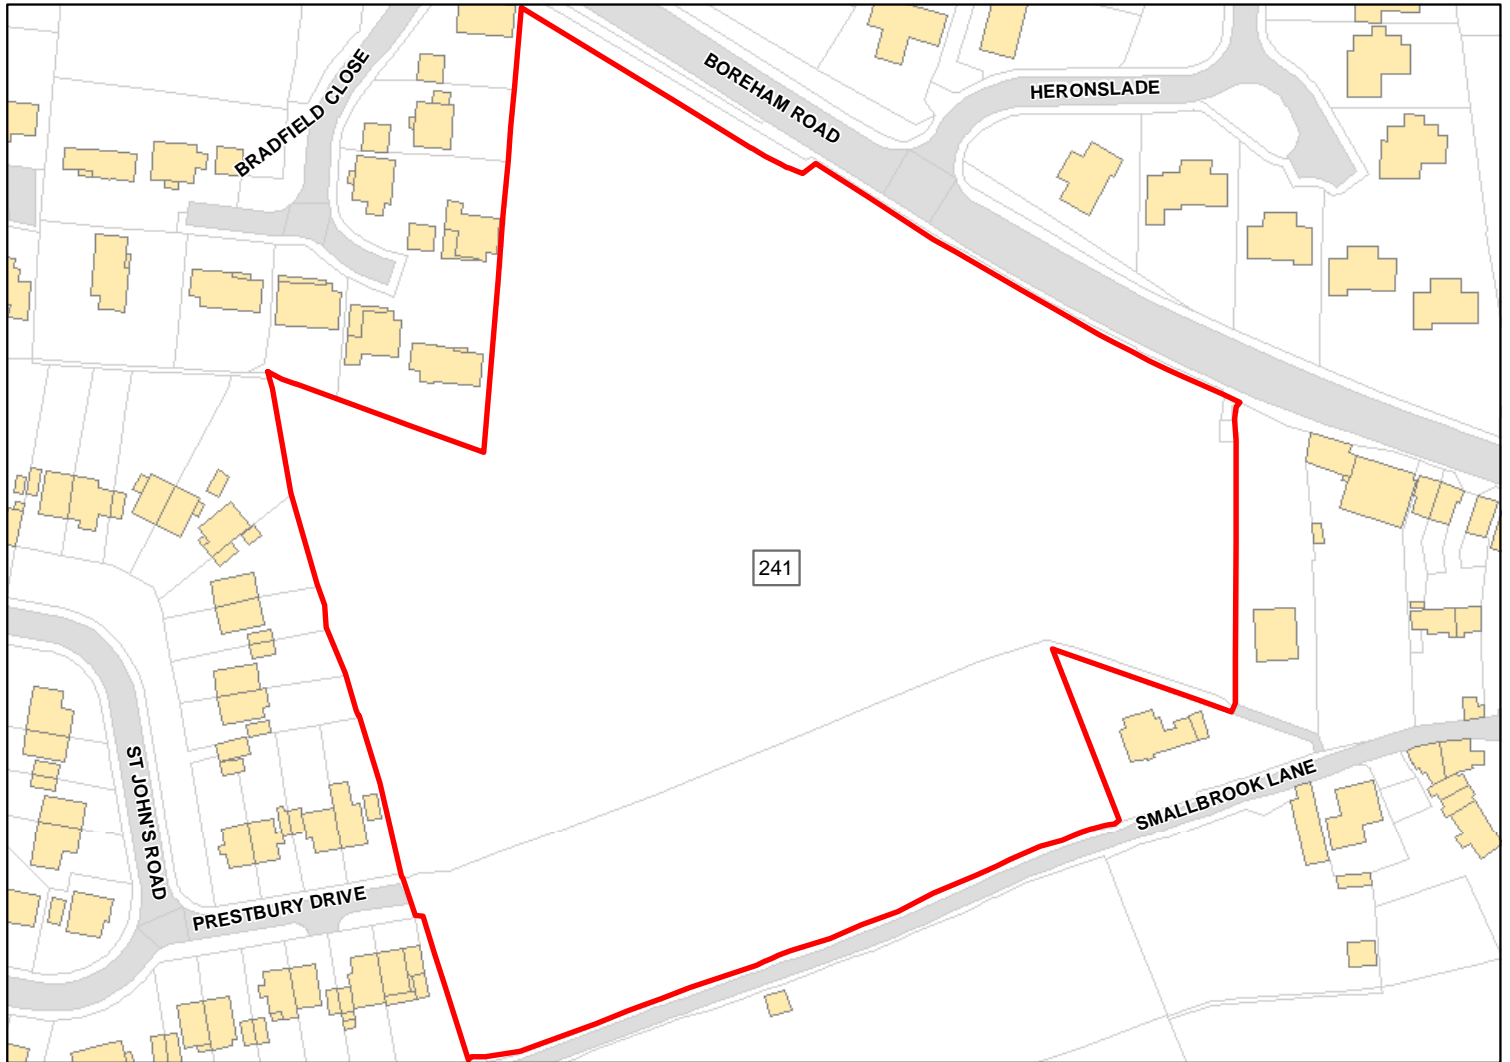 BOREHAM ROAD
HERONSLADE
BRADFIELD CLOSE
241
ST JOHN'S ROAD
SMALLBROOK LANE
PRESTBURY DRIVE